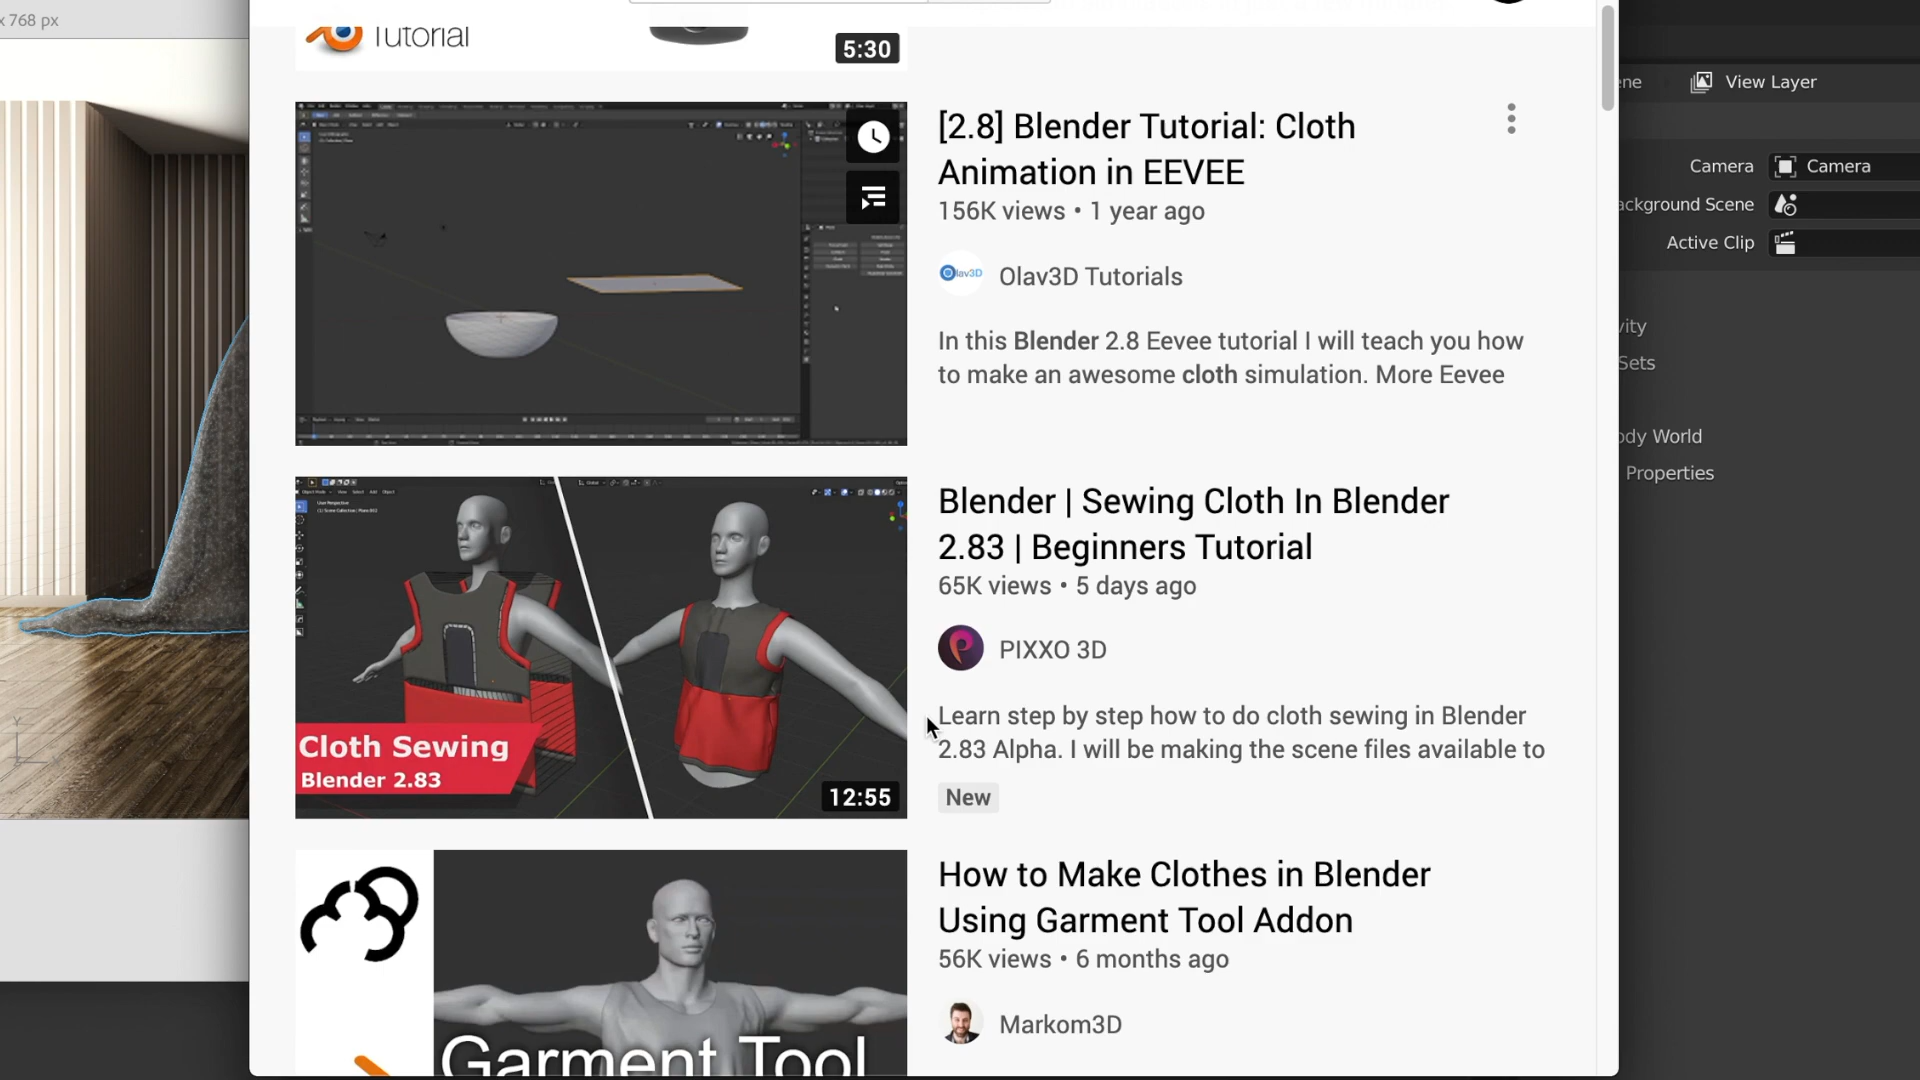 x 768 px
Tutorial
5:30
View Layer
Camera
Camera
Active Clip
Properties
[2.8] Blender Tutorial: Cloth
Animation in EEVEE
156K views • 1 year ago
Olav3D Tutorials
In this Blender 2.8 Eevee tutorial I will teach you how
to make an awesome cloth simulation. More Eevee
Blender | Sewing Cloth In Blender
2.83 | Beginners Tutorial
65K views • 5 days ago
PIXXO 3D
Learn step by step how to do cloth sewing in Blender
2.83 Alpha. I will be making the scene files available to
New
Cloth Sewing
Blender 2.83
12:55
How to Make Clothes in Blender
Using Garment Tool Addon
56K views • 6 months ago
Markom3D
Garment Tool
ckground Scene
Sets
dy World